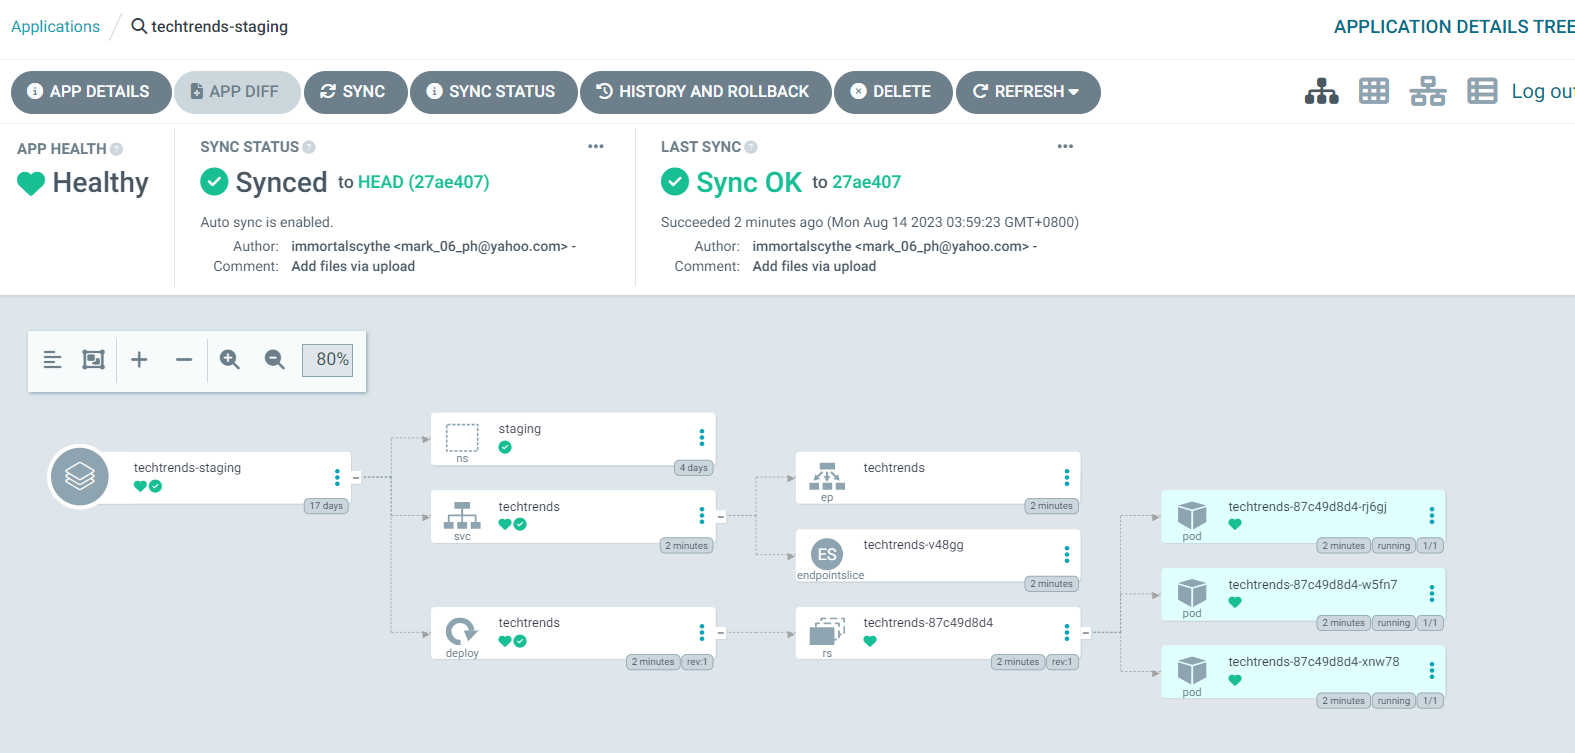 Applications / techtrends-staging
APPLICATION DETAILS TREE
APP DETAILS
APP DIFF
SYNC
SYNC STATUS
HISTORY AND ROLLBACK
DELETE
REFRESH
Log out
APP HEALTH
Healthy
SYNC STATUS
Synced to HEAD (27ae407)
Auto sync is enabled.
Author: immortalscythe <mark_06_ph@yahoo.com> -
Comment: Add files via upload
LAST SYNC
Sync OK to 27ae407
Succeeded 2 minutes ago (Mon Aug 14 2023 03:59:23 GMT+0800)
Author: immortalscythe <mark_06_ph@yahoo.com> -
Comment: Add files via upload
80%
techtrends-staging
17 days
staging
ns
4 days
techtrends
svc
2 minutes
techtrends
deploy
2 minutes rev:1
techtrends
ep
2 minutes
ES
techtrends-v48gg
endpointslice
2 minutes
techtrends-87c49d8d4
rs
2 minutes rev:1
techtrends-87c49d8d4-rj6gj
pod
2 minutes running 1/1
techtrends-87c49d8d4-w5fn7
pod
2 minutes running 1/1
techtrends-87c49d8d4-xnw78
pod
2 minutes running 1/1